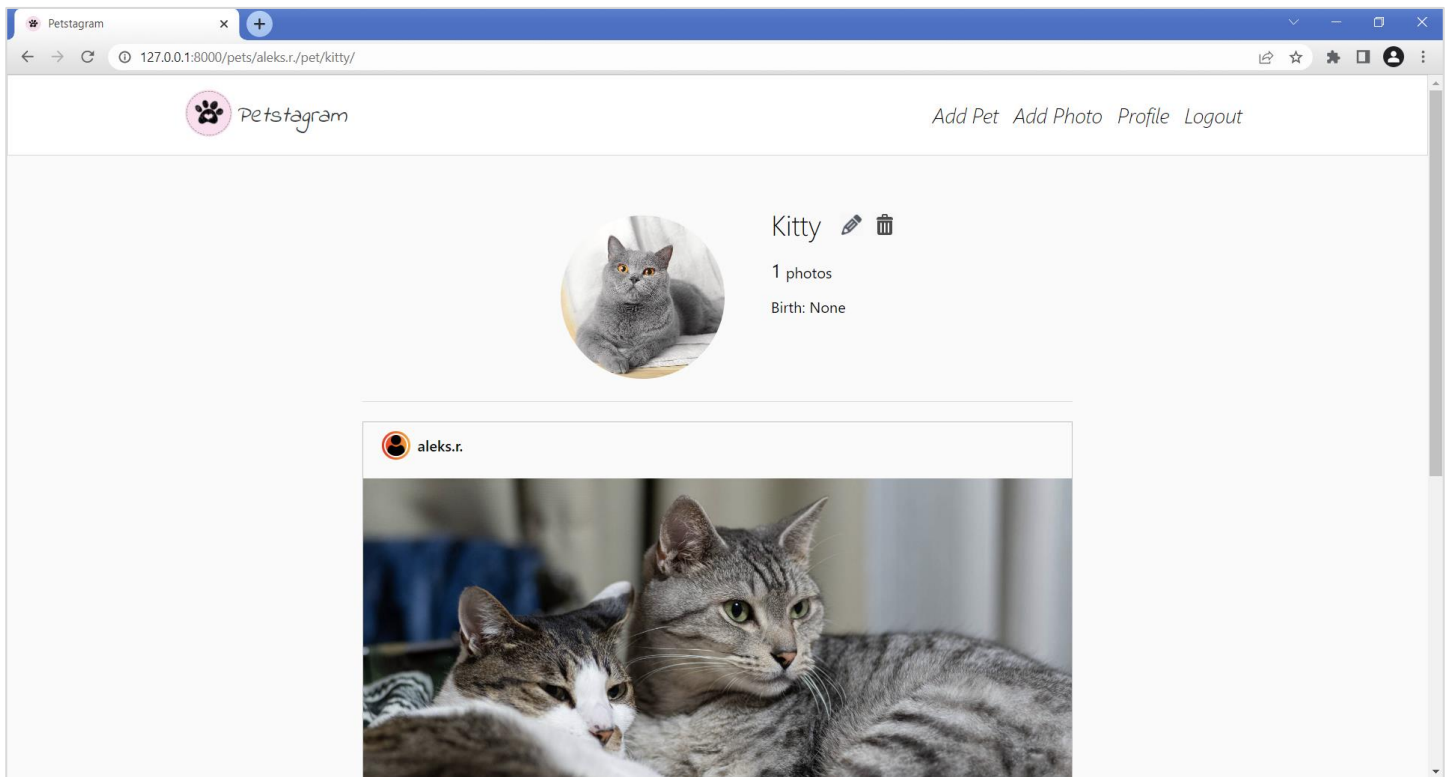 Petstagram
127.0.0.1:8000/pets/aleks.r./pet/kitty/
Petstagram Add Pet Add Photo Profile Logout
Kitty
1 photos
Birth: None
aleks.r.